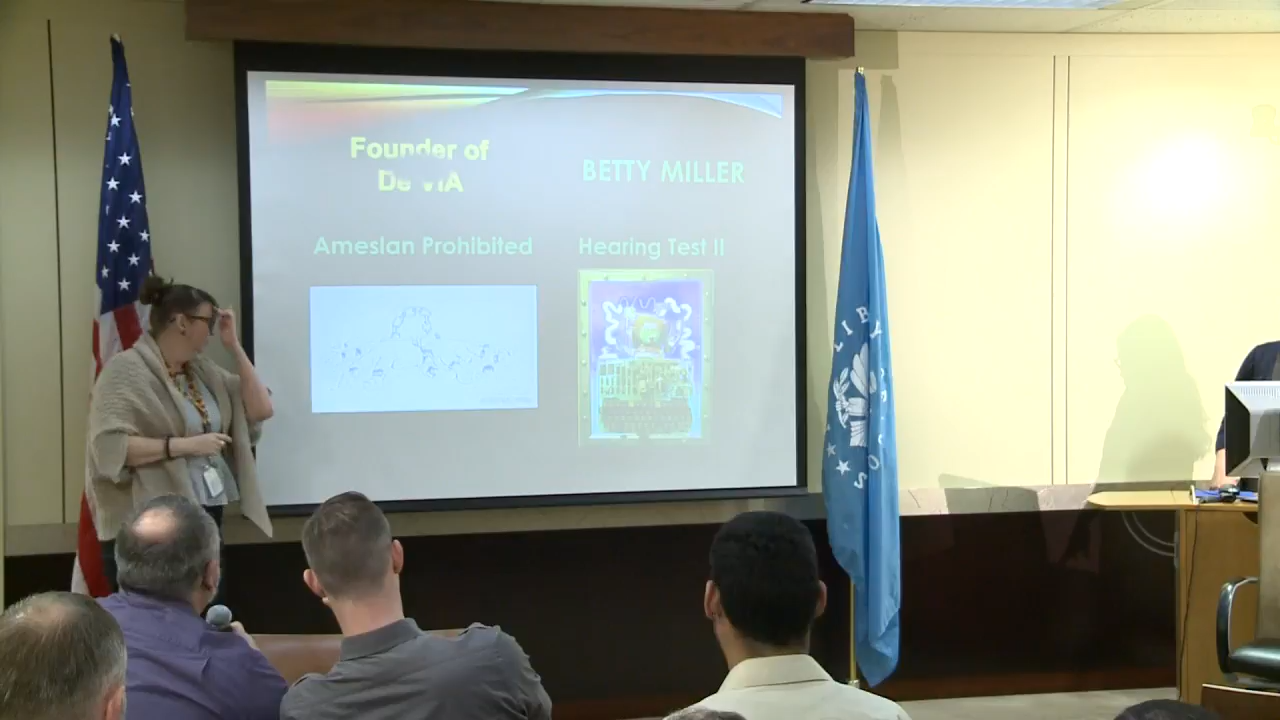 Founder of
De VIA
BETTY MILLER
Ameslan Prohibited
Hearing Test II